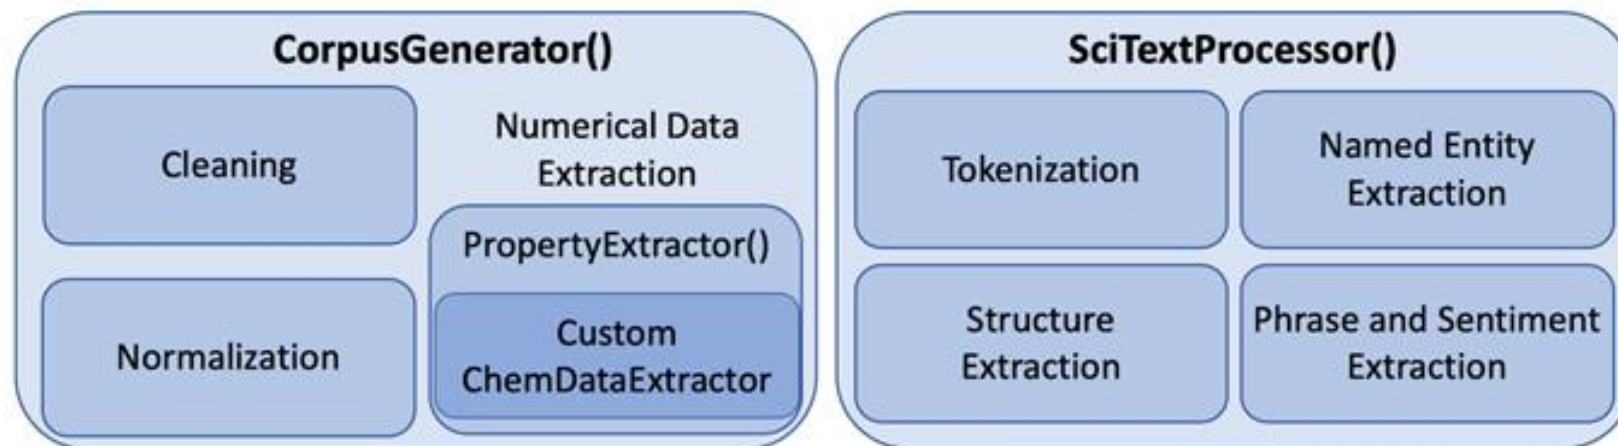 CorpusGenerator()
Cleaning
Numerical Data
Extraction
PropertyExtractor()
Normalization
Custom
ChemDataExtractor
SciTextProcessor()
Tokenization
Named Entity
Extraction
Structure
Extraction
Phrase and Sentiment
Extraction